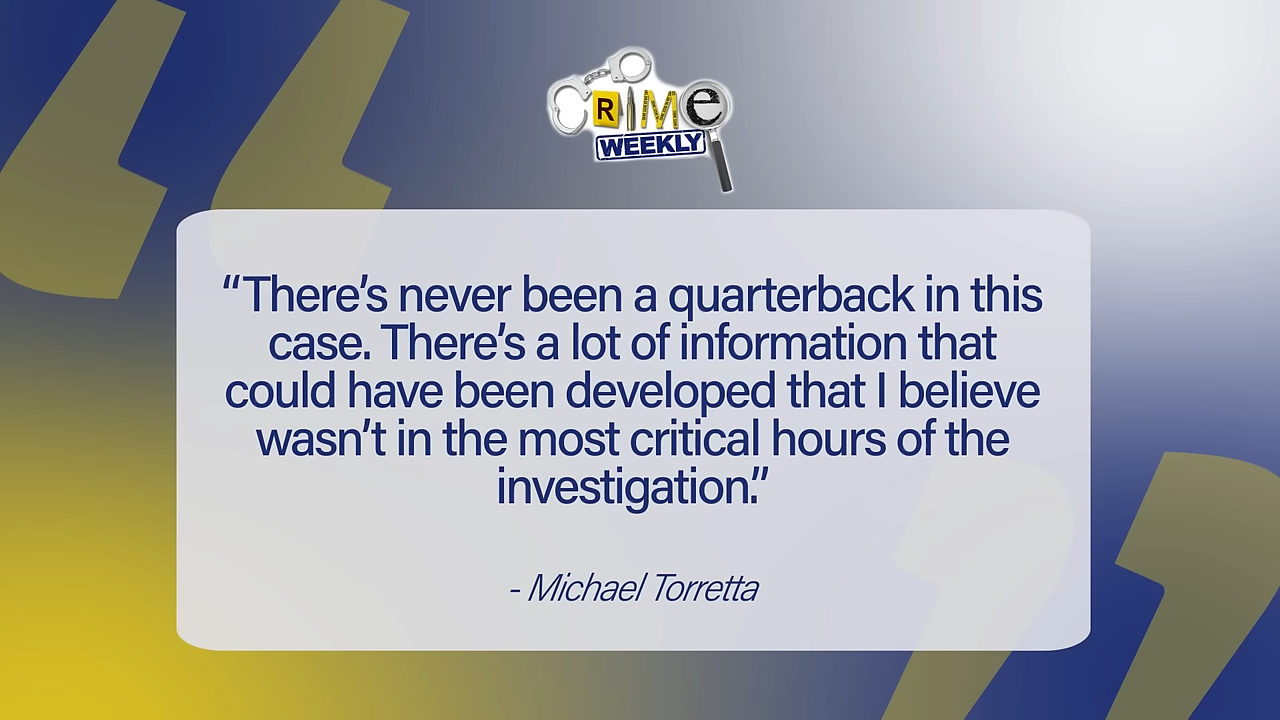 CRIMe
WEEKLY
“There’s never been a quarterback in this
case. There’s a lot of information that
could have been developed that I believe
wasn’t in the most critical hours of the
investigation.”
- Michael Torretta